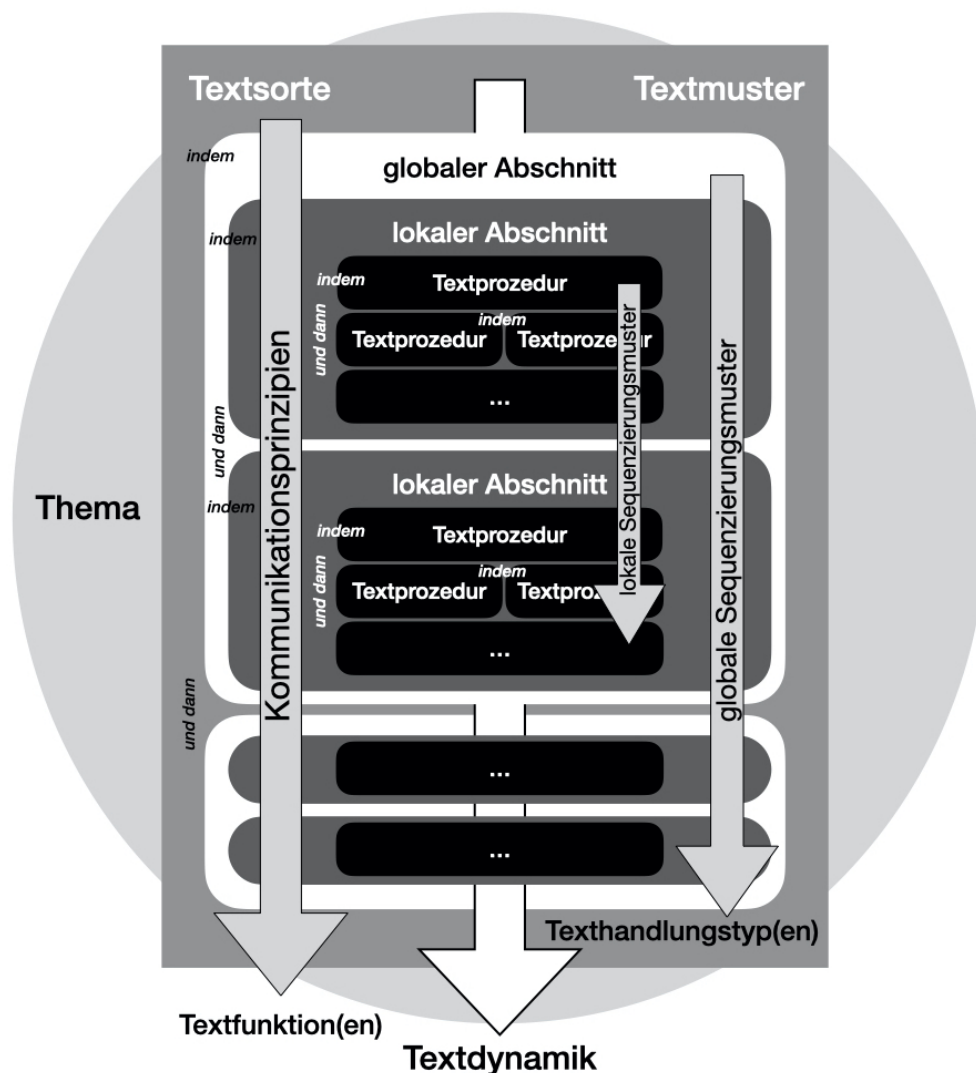 Textsorte
Textmuster
indem
globaler Abschnitt
indem
lokaler Abschnitt
indem
Textprozedur
indem
und dann
Textprozedur
Textprozedur
...
und dann
lokaler Abschnitt
Thema
indem
indem
Textprozedur
indem
und dann
Textprozedur
...
und dann
Kommunikationsprinzipien
lokale Sequenzierungsmuster
globale Sequenzierungsmuster
...
...
Texthandlungstyp(en)
Textfunktion(en)
Textdynamik